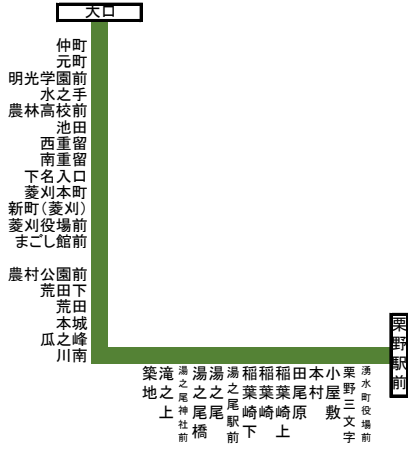 大口
仲町
元町
明光学園前
水之手
農林高校前
池田
西重留
南重留
下名入口
菱刈本町
新町(菱刈)
菱刈役場前
まごし館前
農村公園前
荒田下
荒田
本城
瓜之峰
川南
築地
滝之上
湯之尾神社前
湯之尾橋
湯之尾
湯之尾駅前
稲葉崎下
稲葉崎
稲葉崎上
田尾原
本村
小屋敷
栗野三文字
湧水町役場前
栗野駅前